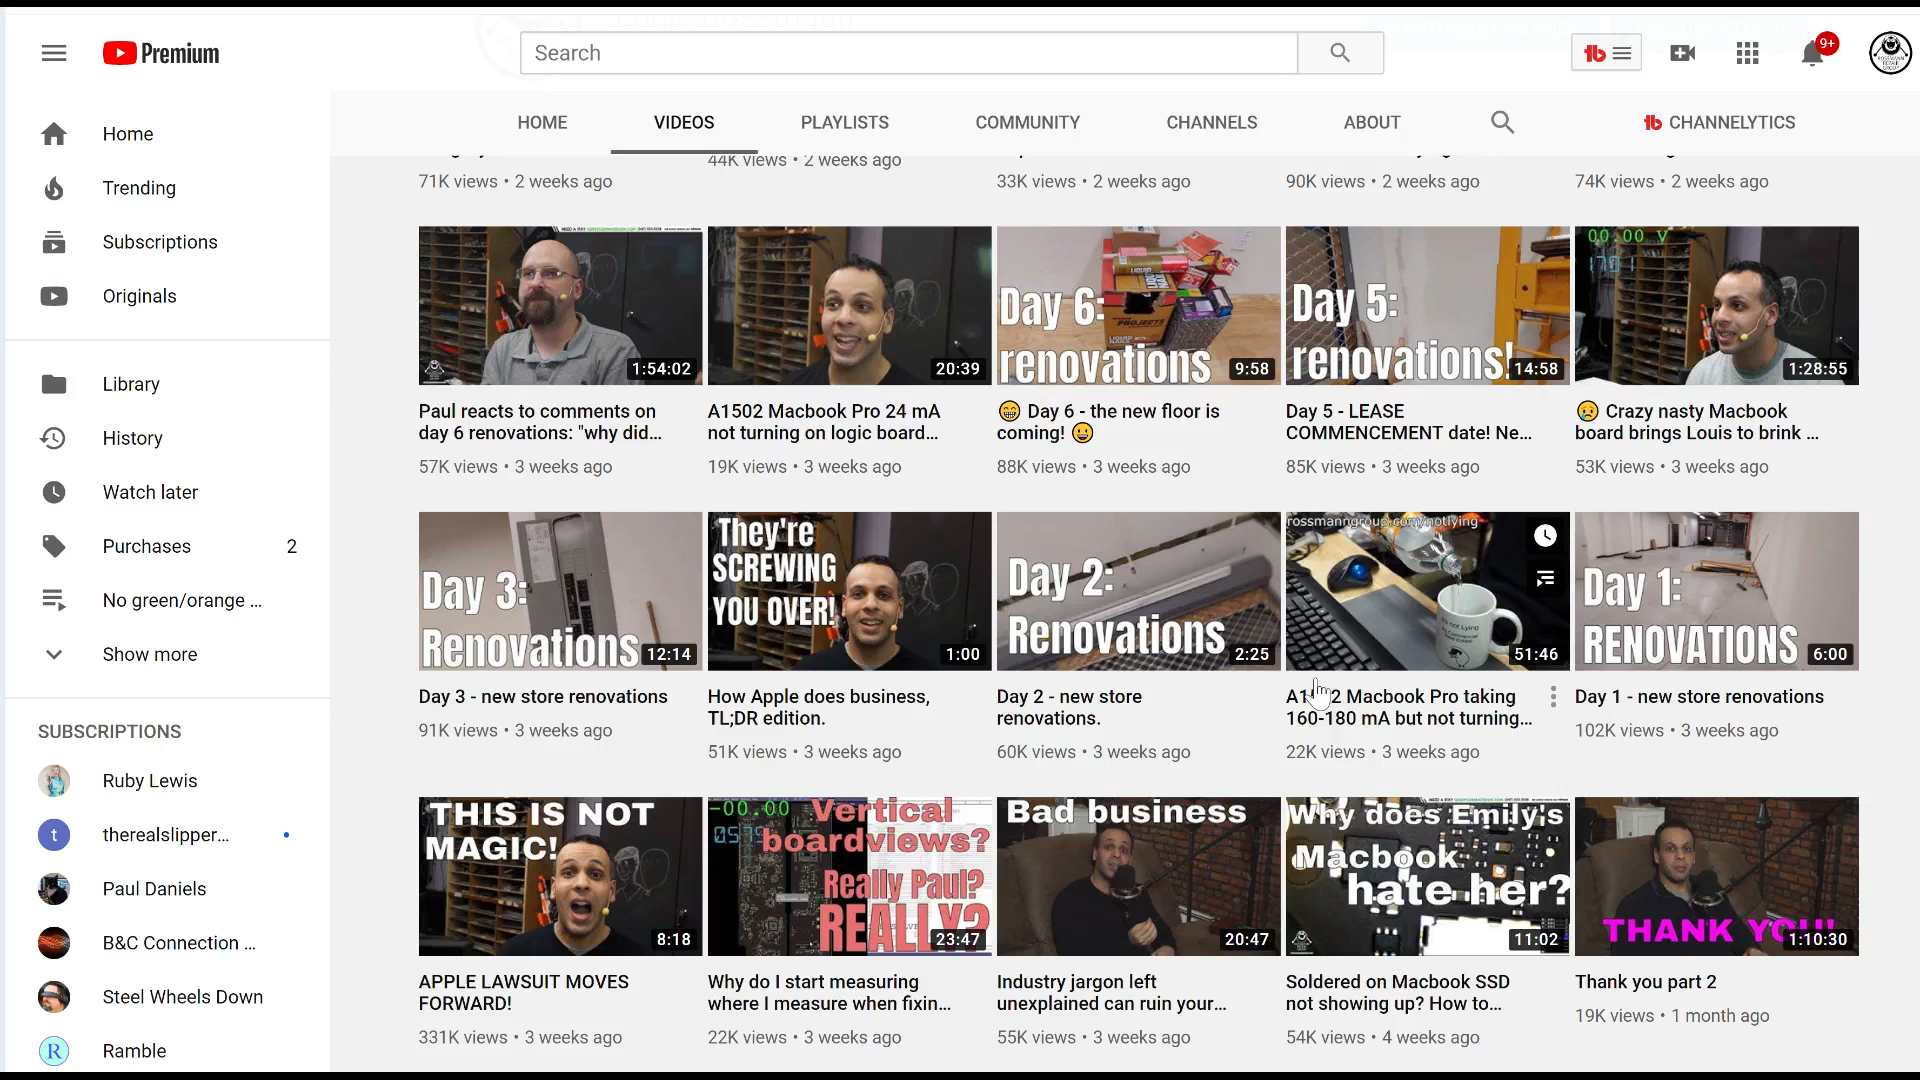 Premium
Search
9+
Home
Trending
Subscriptions
Originals
Library
History
Watch later
Purchases 2
No green/orange ...
Show more
SUBSCRIPTIONS
Ruby Lewis
t therealslipper...
Paul Daniels
B&C Connection ...
Steel Wheels Down
R Ramble
HOME VIDEOS PLAYLISTS COMMUNITY CHANNELS ABOUT CHANNELYTICS
71K views • 2 weeks ago
44K views • 2 weeks ago
33K views • 2 weeks ago
90K views • 2 weeks ago
74K views • 2 weeks ago
1:54:02
Paul reacts to comments on
day 6 renovations: "why did...
57K views • 3 weeks ago
20:39
A1502 Macbook Pro 24 mA
not turning on logic board...
19K views • 3 weeks ago
Day 6:
renovations
9:58
😁 Day 6 - the new floor is
coming! 😀
88K views • 3 weeks ago
Day 5:
renovations!
14:58
Day 5 - LEASE
COMMENCEMENT date! Ne...
85K views • 3 weeks ago
00.00 V
1:28:55
😥 Crazy nasty Macbook
board brings Louis to brink ...
53K views • 3 weeks ago
Day 3:
Renovations
12:14
Day 3 - new store renovations
91K views • 3 weeks ago
They're
SCREWING
YOU OVER!
1:00
How Apple does business,
TL;DR edition.
51K views • 3 weeks ago
Day 2:
Renovations
2:25
Day 2 - new store
renovations.
60K views • 3 weeks ago
rossmanngroup.com/notlying
51:46
Macbook Pro taking
160-180 mA but not turning...
22K views • 3 weeks ago
Day 1:
RENOVATIONS
6:00
Day 1 - new store renovations
102K views • 3 weeks ago
THIS IS NOT
MAGIC!
8:18
APPLE LAWSUIT MOVES
FORWARD!
331K views • 3 weeks ago
-00.00
Vertical
boardviews?
Really Paul?
REALLY?
23:47
Why do I start measuring
where I measure when fixin...
22K views • 3 weeks ago
Bad business
20:47
Industry jargon left
unexplained can ruin your...
55K views • 3 weeks ago
Why does Emily's
Macbook
hate her?
11:02
Soldered on Macbook SSD
not showing up? How to...
54K views • 4 weeks ago
THANK YOU!
1:10:30
Thank you part 2
19K views • 1 month ago